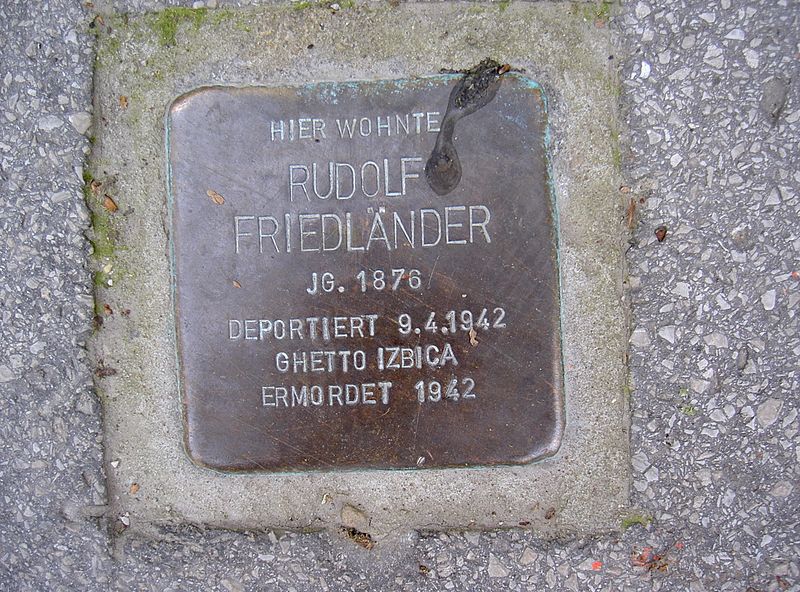 HIER WOHNTE
RUDOLF
FRIEDLÄNDER
JG. 1876
DEPORTIERT 9.4.1942
GHETTO IZBICA
ERMORDET 1942